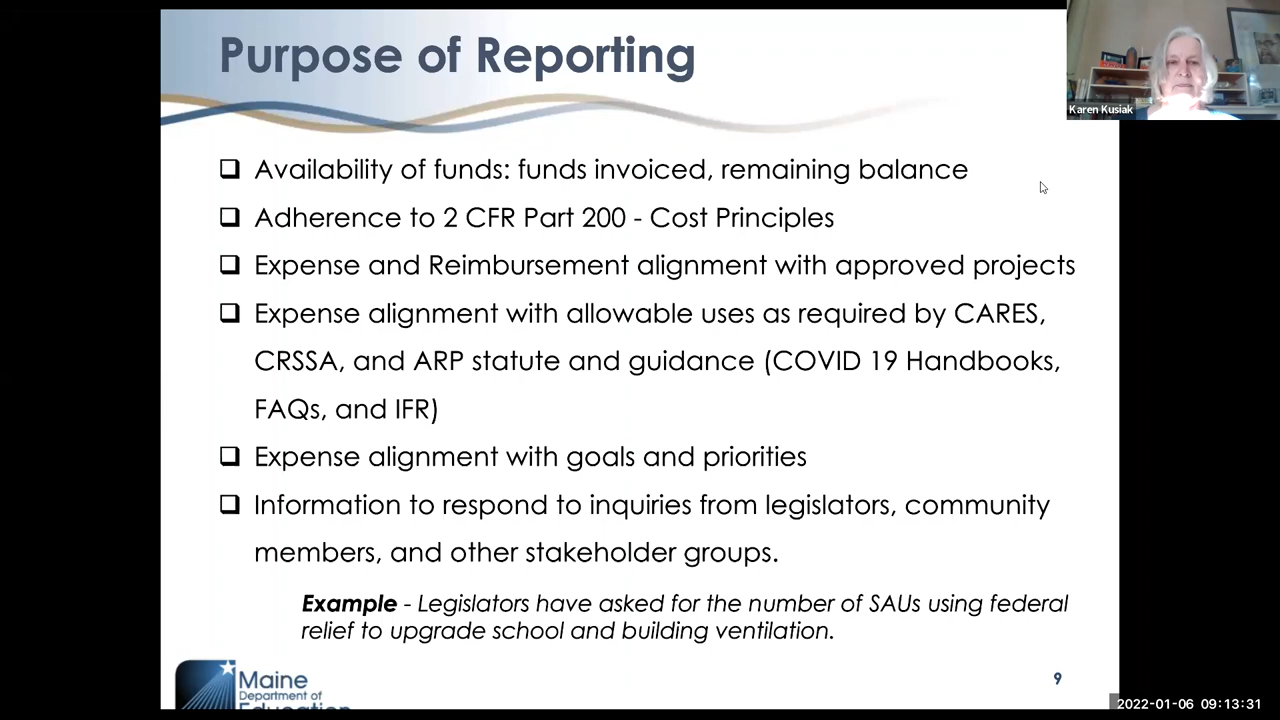 Purpose of Reporting
Karen Kusiak
Availability of funds: funds invoiced, remaining balance
Adherence to 2 CFR Part 200 - Cost Principles
Expense and Reimbursement alignment with approved projects
Expense alignment with allowable uses as required by CARES,
CRSSA, and ARP statute and guidance (COVID 19 Handbooks,
FAQs, and IFR)
Expense alignment with goals and priorities
Information to respond to inquiries from legislators, community
members, and other stakeholder groups.
Example - Legislators have asked for the number of SAUs using federal
relief to upgrade school and building ventilation.
Maine
Department of
Education
9
2022-01-06 09:13:31